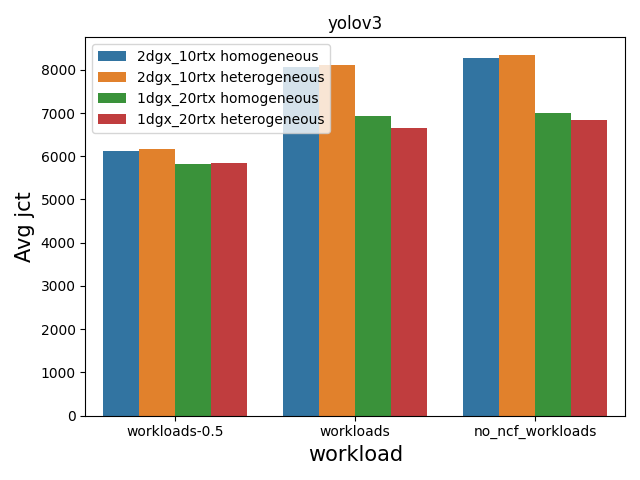 yolov3
2dgx_10rtx homogeneous
2dgx_10rtx heterogeneous
1dgx_20rtx homogeneous
1dgx_20rtx heterogeneous
Avg jct
8000
7000
6000
5000
4000
3000
2000
1000
0
workloads-0.5 workloads no_ncf_workloads
workload